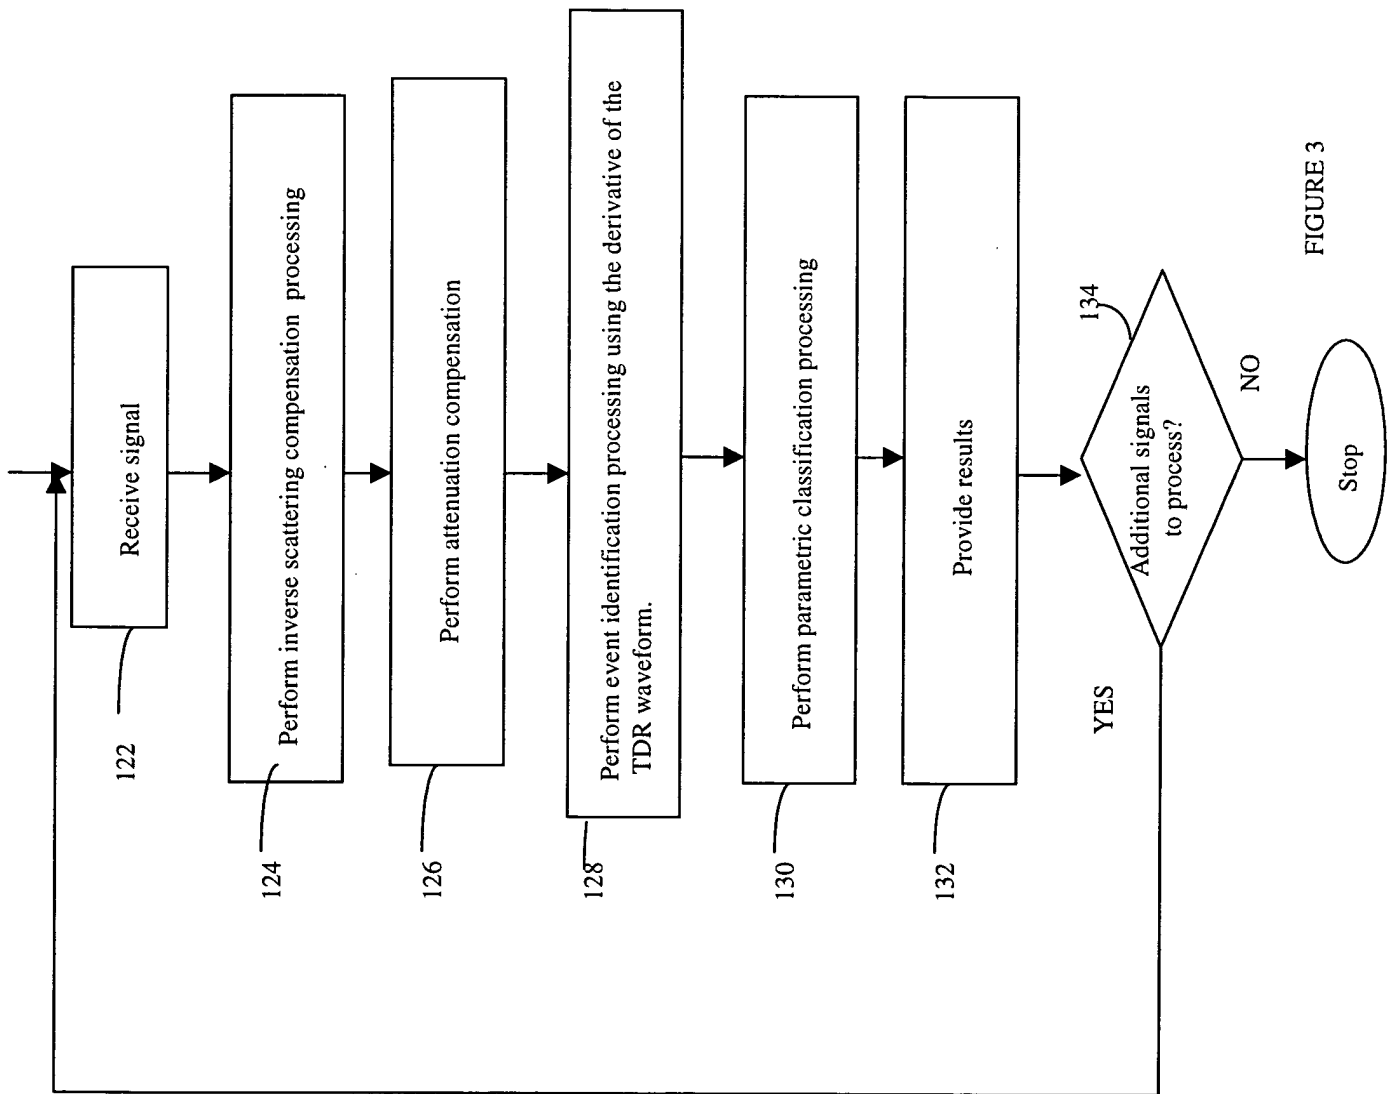 Receive signal
122
Perform inverse scattering compensation processing
124
Perform attenuation compensation
126
Perform event identification processing using the derivative of the
TDR waveform.
128
Perform parametric classification processing
130
Provide results
132
134
Additional signals
to process?
YES
NO
Stop
FIGURE 3